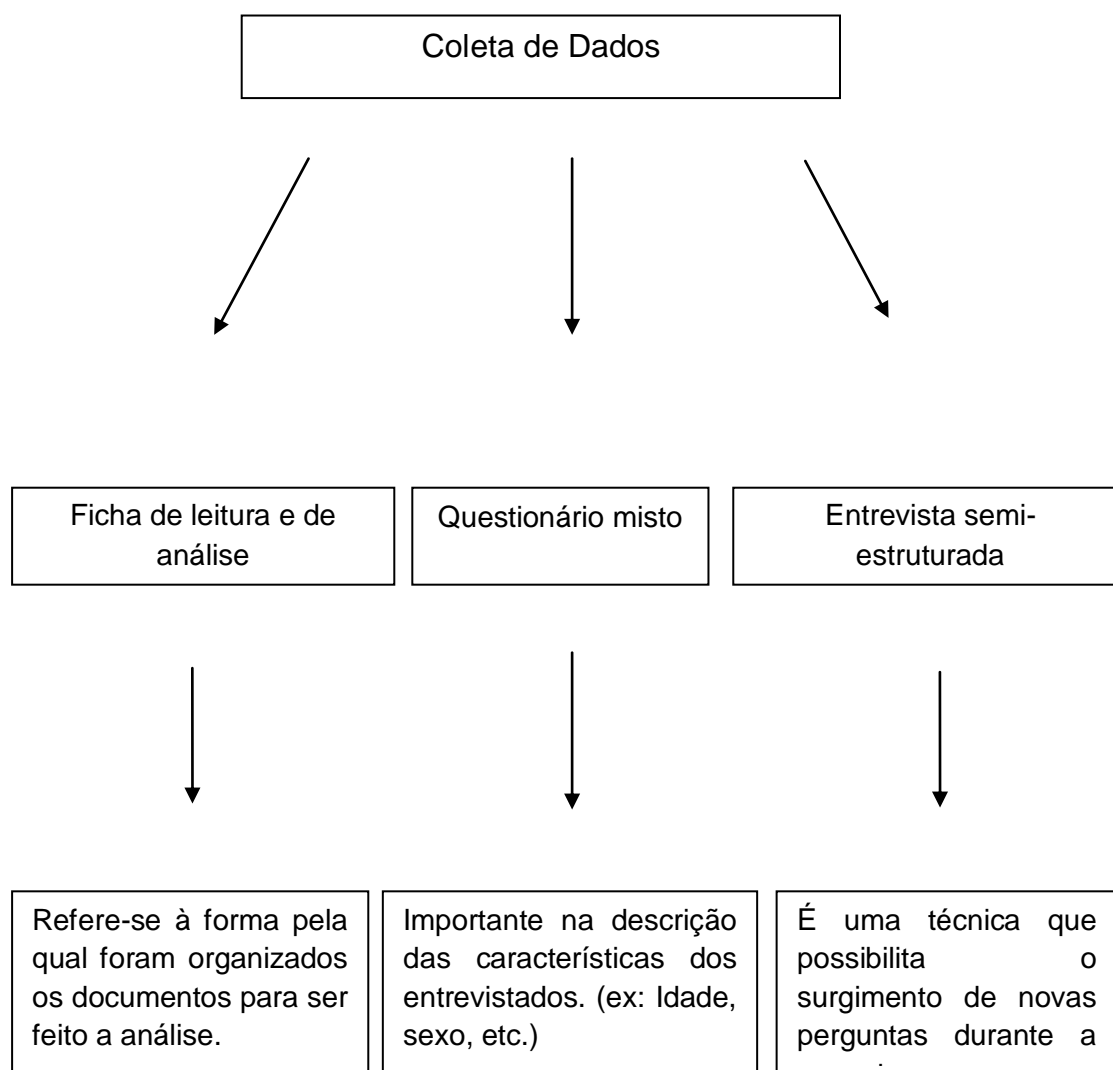 Coleta de Dados
Ficha de leitura e de
análise
Questionário misto
Entrevista semi-
estruturada
Refere-se à forma pela
qual foram organizados
os documentos para ser
feito a análise.
Importante na descrição
das características dos
entrevistados. (ex: Idade,
sexo, etc.)
É uma técnica que
possibilita o
surgimento de novas
perguntas durante a